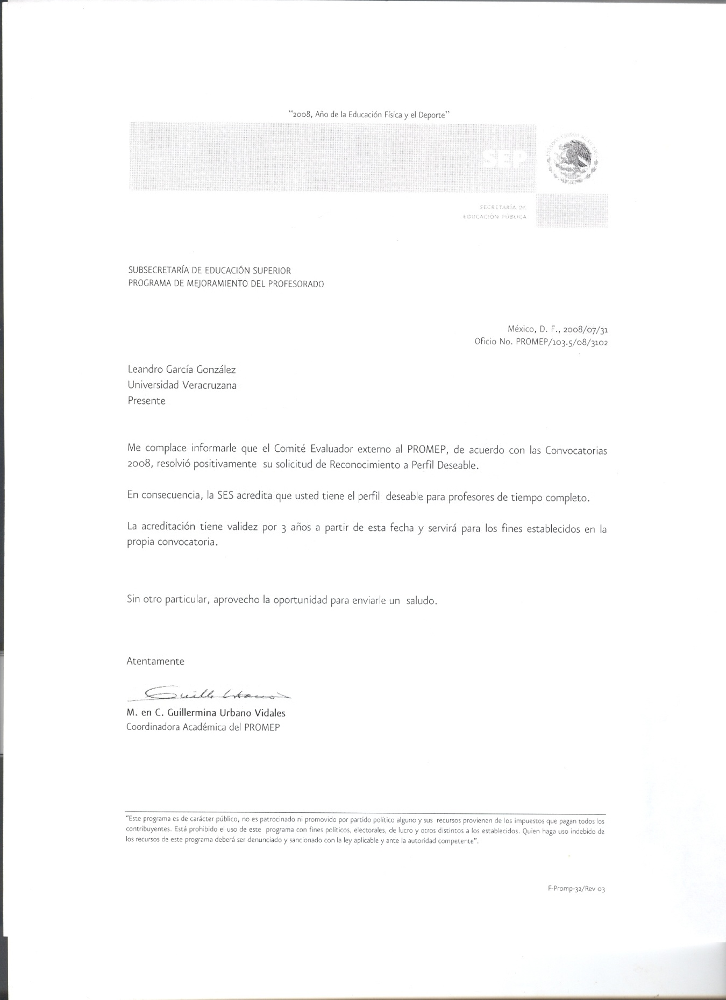 “2008, Año de la Educación Física y el Deporte”
SEP
ESTADOS UNIDOS MEXICANOS
SECRETARÍA DE
EDUCACIÓN PÚBLICA
SUBSECRETARÍA DE EDUCACIÓN SUPERIOR
PROGRAMA DE MEJORAMIENTO DEL PROFESORADO
México, D. F., 2008/07/31
Oficio No. PROMEP/103.5/08/3102
Leandro García González
Universidad Veracruzana
Presente
Me complace informarle que el Comité Evaluador externo al PROMEP, de acuerdo con las Convocatorias
2008, resolvió positivamente su solicitud de Reconocimiento a Perfil Deseable.
En consecuencia, la SES acredita que usted tiene el perfil deseable para profesores de tiempo completo.
La acreditación tiene validez por 3 años a partir de esta fecha y servirá para los fines establecidos en la
propia convocatoria.
Sin otro particular, aprovecho la oportunidad para enviarle un saludo.
Atentamente
M. en C. Guillermina Urbano Vidales
Coordinadora Académica del PROMEP
"Este programa es de carácter público, no es patrocinado ni promovido por partido político alguno y sus recursos provienen de los impuestos que pagan todos los
contribuyentes. Está prohibido el uso de este programa con fines políticos, electorales, de lucro y otros distintos a los establecidos. Quien haga uso indebido de
los recursos de este programa deberá ser denunciado y sancionado con la ley aplicable y ante la autoridad competente".
F-Promp-32/Rev 03